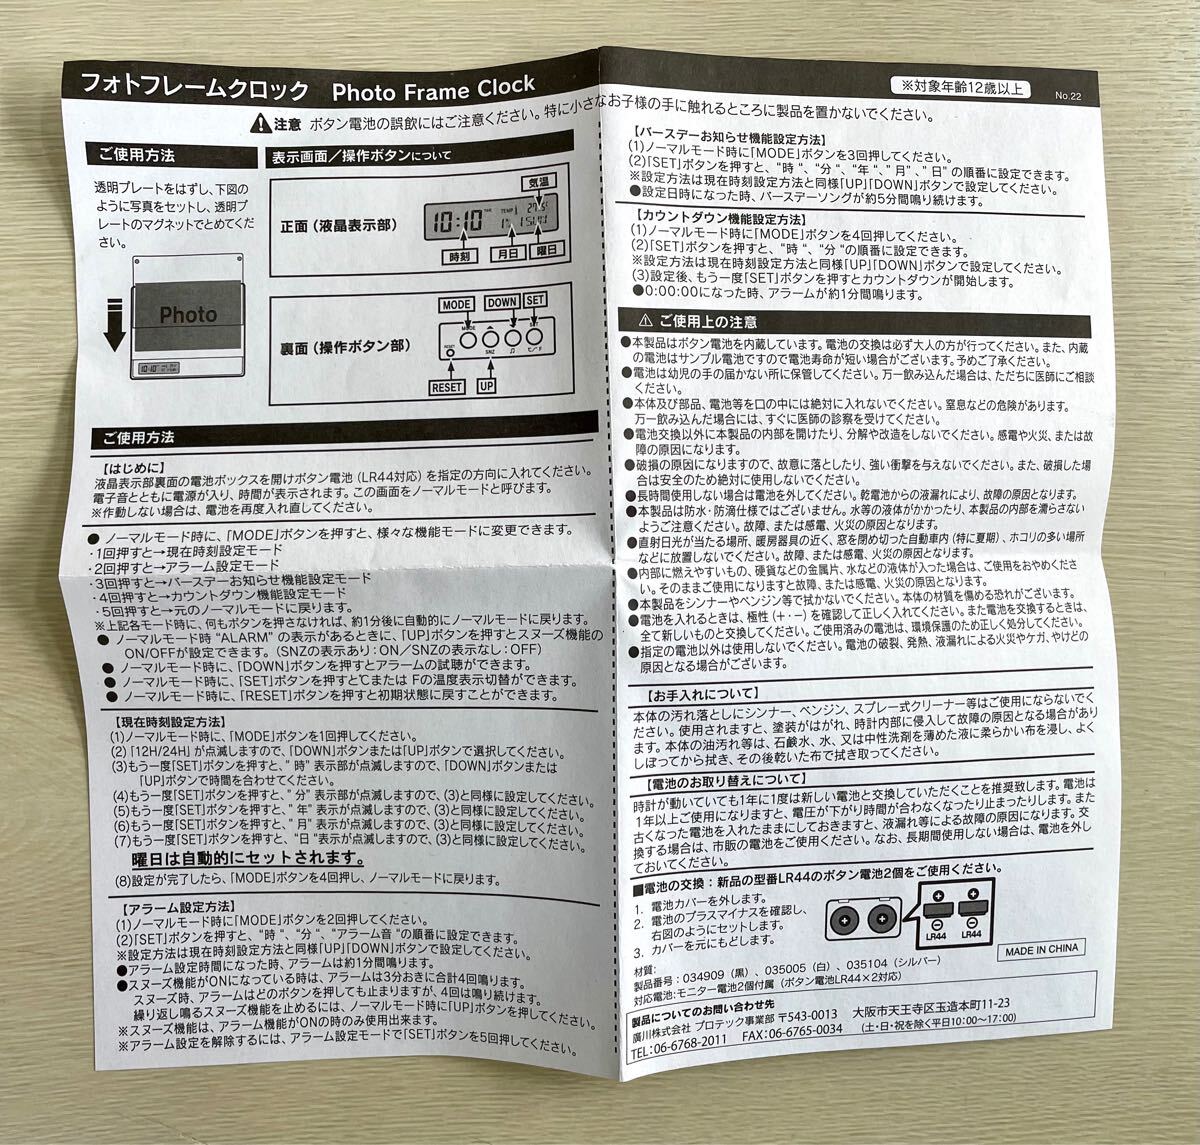 フォトフレームクロック Photo Frame Clock
※対象年齢12歳以上
No.22
⚠注意 ボタン電池の誤飲にはご注意ください。特に小さなお子様の手に触れるところに製品を置かないでください。
ご使用方法
透明プレートをはずし、下図の
ように写真をセットし、透明プ
レートのマグネットでとめてくだ
さい。
Photo
10:10
表示画面／操作ボタンについて
正面（液晶表示部）
気温
10:10
TEMP
時刻
月日
曜日
裏面（操作ボタン部）
MODE
DOWN
SET
MODE
SET
RESET
SNZ
℃／F
RESET
UP
ご使用方法
【はじめに】
液晶表示部裏面の電池ボックスを開けボタン電池（LR44対応）を指定の方向に入れてください。
電子音とともに電源が入り、時間が表示されます。この画面をノーマルモードと呼びます。
※作動しない場合は、電池を再度入れ直してください。
● ノーマルモード時に、「MODE」ボタンを押すと、様々な機能モードに変更できます。
・1回押すと→現在時刻設定モード
・2回押すと→アラーム設定モード
・3回押すと→バースデーお知らせ機能設定モード
・4回押すと→カウントダウン機能設定モード
・5回押すと→元のノーマルモードに戻ります。
※上記各モード時に、何もボタンを押さなければ、約1分後に自動的にノーマルモードに戻ります。
● ノーマルモード時“ALARM”の表示があるときに、「UP」ボタンを押すとスヌーズ機能の
ON/OFFが設定できます。（SNZの表示あり：ON／SNZの表示なし：OFF）
● ノーマルモード時に、「DOWN」ボタンを押すとアラームの試聴ができます。
● ノーマルモード時に、「SET」ボタンを押すと℃または Fの温度表示切替ができます。
● ノーマルモード時に、「RESET」ボタンを押すと初期状態に戻すことができます。
【現在時刻設定方法】
(1)ノーマルモード時に、「MODE」ボタンを1回押してください。
(2)「12H/24H」が点滅しますので、「DOWN」ボタンまたは「UP」ボタンで選択してください。
(3)もう一度「SET」ボタンを押すと、“ 時” 表示部が点滅しますので、「DOWN」ボタンまたは
「UP」ボタンで時間を合わせてください。
(4)もう一度「SET」ボタンを押すと、“ 分” 表示が点滅しますので、(3)と同様に設定してください。
(5)もう一度「SET」ボタンを押すと、“ 年” 表示が点滅しますので、(3)と同様に設定してください。
(6)もう一度「SET」ボタンを押すと、“ 月” 表示が点滅しますので、(3)と同様に設定してください。
(7)もう一度「SET」ボタンを押すと、“日 ”表示が点滅しますので、(3)と同様に設定してください。
曜日は自動的にセットされます。
(8)設定が完了したら、「MODE」ボタンを4回押し、ノーマルモードに戻ります。
【アラーム設定方法】
(1)ノーマルモード時に「MODE」ボタンを2回押してください。
(2)「SET」ボタンを押すと、“時 “、“分 “、“アラーム音 “の順番に設定できます。
※設定方法は現在時刻設定方法と同様「UP」「DOWN」ボタンで設定してください。
●アラーム設定時間になった時、アラームは約1分間鳴ります。
●スヌーズ機能がONになっている時は、アラームは3分おきに合計4回鳴ります。
スヌーズ時、アラームはどのボタンを押しても止まりますが、4回は鳴り続けます。
繰り返し鳴るスヌーズ機能を止めるには、ノーマルモード時に「UP」ボタンを押してください。
※スヌーズ機能は、アラーム機能がONの時のみ使用出来ます。
※アラーム設定を解除するには、アラーム設定モードで「SET」ボタンを5回押してください。
【バースデーお知らせ機能設定方法】
(1)ノーマルモード時に「MODE」ボタンを3回押してください。
(2)「SET」ボタンを押すと、“時 “、“分 “、“年 “、” 月”、” 日” の順番に設定できます。
※設定方法は現在時刻設定方法と同様「UP」「DOWN」ボタンで設定してください。
●設定日時になった時、バースデーソングが約5分間鳴り続けます。
【カウントダウン機能設定方法】
(1)ノーマルモード時に「MODE」ボタンを4回押してください。
(2)「SET」ボタンを押すと、“時 “、“分 “の順番に設定できます。
※設定方法は現在時刻設定方法と同様「UP」「DOWN」ボタンで設定してください。
(3)設定後、もう一度「SET」ボタンを押すとカウントダウンが開始します。
●0:00:00になった時、アラームが約1分間鳴ります。
⚠ ご使用上の注意
●本製品はボタン電池を内蔵しています。電池の交換は必ず大人の方が行ってください。また、内蔵
の電池はサンプル電池ですので電池寿命が短い場合がございます。予めご了承ください。
●電池は幼児の手の届かない所に保管してください。万一飲み込んだ場合は、ただちに医師にご相談
ください。
●本体及び部品、電池等を口の中には絶対に入れないでください。窒息などの危険があります。
万一飲み込んだ場合には、すぐに医師の診察を受けてください。
●電池交換以外に本製品の内部を開けたり、分解や改造をしないでください。感電や火災、または故
障の原因になります。
●破損の原因になりますので、故意に落としたり、強い衝撃を与えないでください。また、破損した場
合は安全のため絶対に使用しないでください。
●長時間使用しない場合は電池を外してください。乾電池からの液漏れにより、故障の原因となります。
●本製品は防水・防滴仕様ではございません。水等の液体がかかったり、本製品の内部を濡らさない
ようご注意ください。故障、または感電、火災の原因となります。
●直射日光が当たる場所、暖房器具の近く、窓を閉め切った自動車内（特に夏期）、ホコリの多い場所
などに放置しないでください。故障、または感電、火災の原因となります。
●内部に燃えやすいもの、硬貨などの金属片、水などの液体が入った場合は、ご使用をおやめくださ
い。そのままご使用になりますと故障、または感電、火災の原因となります。
●本製品をシンナーやベンジン等で拭かないでください。本体の材質を傷める恐れがございます。
●電池を入れるときは、極性（＋・－）を確認して正しく入れてください。また電池を交換するときは、
全て新しいものと交換してください。ご使用済みの電池は、環境保護のため正しく処分してください。
●指定の電池以外は使用しないでください。電池の破裂、発熱、液漏れによる火災やケガ、やけどの
原因となる場合がございます。
【お手入れについて】
本体の汚れ落としにシンナー、ベンジン、スプレー式クリーナー等はご使用にならないでく
ださい。使用されますと、塗装がはがれ、時計内部に侵入して故障の原因となる場合があり
ます。本体の油汚れ等は、石鹸水、水、又は中性洗剤を薄めた液に柔らかい布を浸し、よく
しぼってから拭き、その後乾いた布で拭き取ってください。
【電池のお取り替えについて】
時計が動いていても1年に1度は新しい電池と交換していただくことを推奨致します。電池は
1年以上ご使用になりますと、電圧が下がり時間が合わなくなったり止まったりします。また
古くなった電池を入れたままにしておきますと、液漏れ等による故障の原因になります。交
換する場合は、市販の電池をご使用ください。なお、長期間使用しない場合は、電池を外し
ておいてください。
■電池の交換：新品の型番LR44のボタン電池2個をご使用ください。
1. 電池カバーを外します。
2. 電池のプラスマイナスを確認し、
右図のようにセットします。
3. カバーを元にもどします。
LR44 LR44
MADE IN CHINA
材質:
製品番号：034909（黒）、035005（白）、035104（シルバー）
対応電池:モニター電池2個付属（ボタン電池LR44×2対応）
製品についてのお問い合わせ先
廣川株式会社 プロテック事業部 〒543-0013 大阪市天王寺区玉造本町11-23
TEL:06-6768-2011 FAX:06-6765-0034 （土・日・祝を除く平日10:00～17:00)